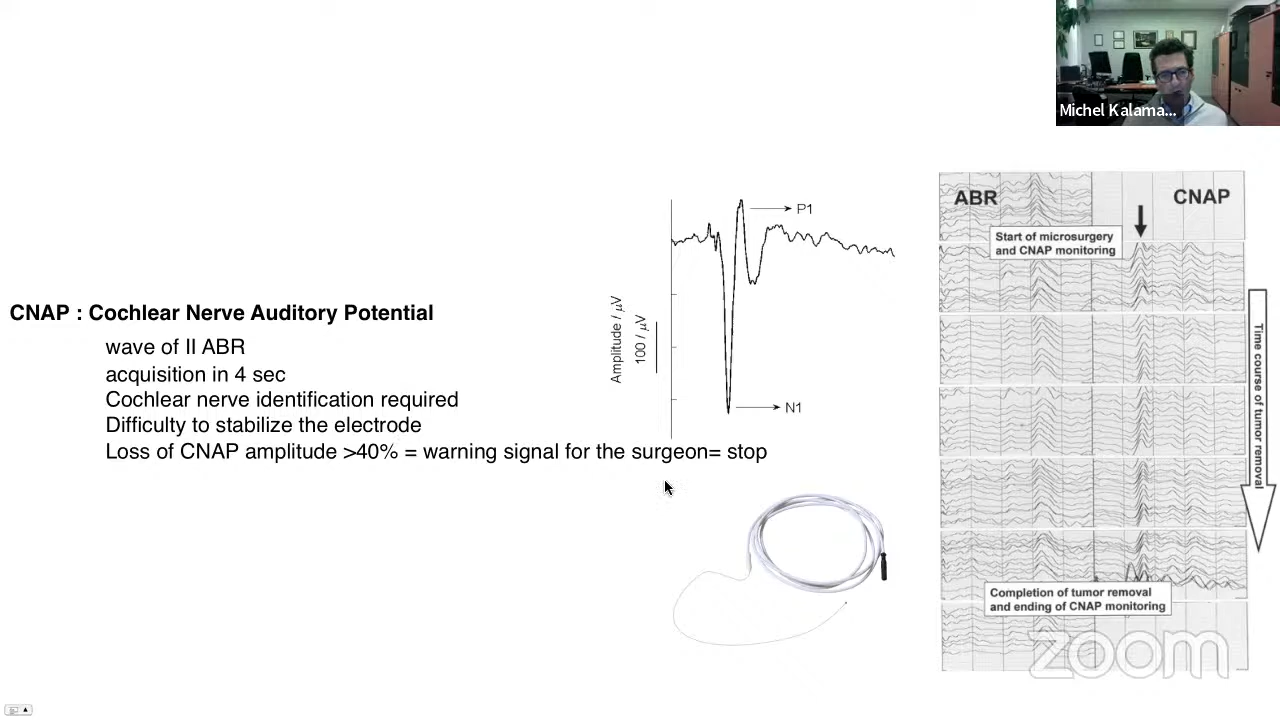 Michel Kalama...
CNAP : Cochlear Nerve Auditory Potential
wave of II ABR
acquisition in 4 sec
Cochlear nerve identification required
Difficulty to stabilize the electrode
Loss of CNAP amplitude >40% = warning signal for the surgeon= stop
P1
N1
Amplitude / µV
100 / µV
ABR
CNAP
Start of microsurgery
and CNAP monitoring
Time course of tumor removal
Completion of tumor removal
and ending of CNAP monitoring
zoom